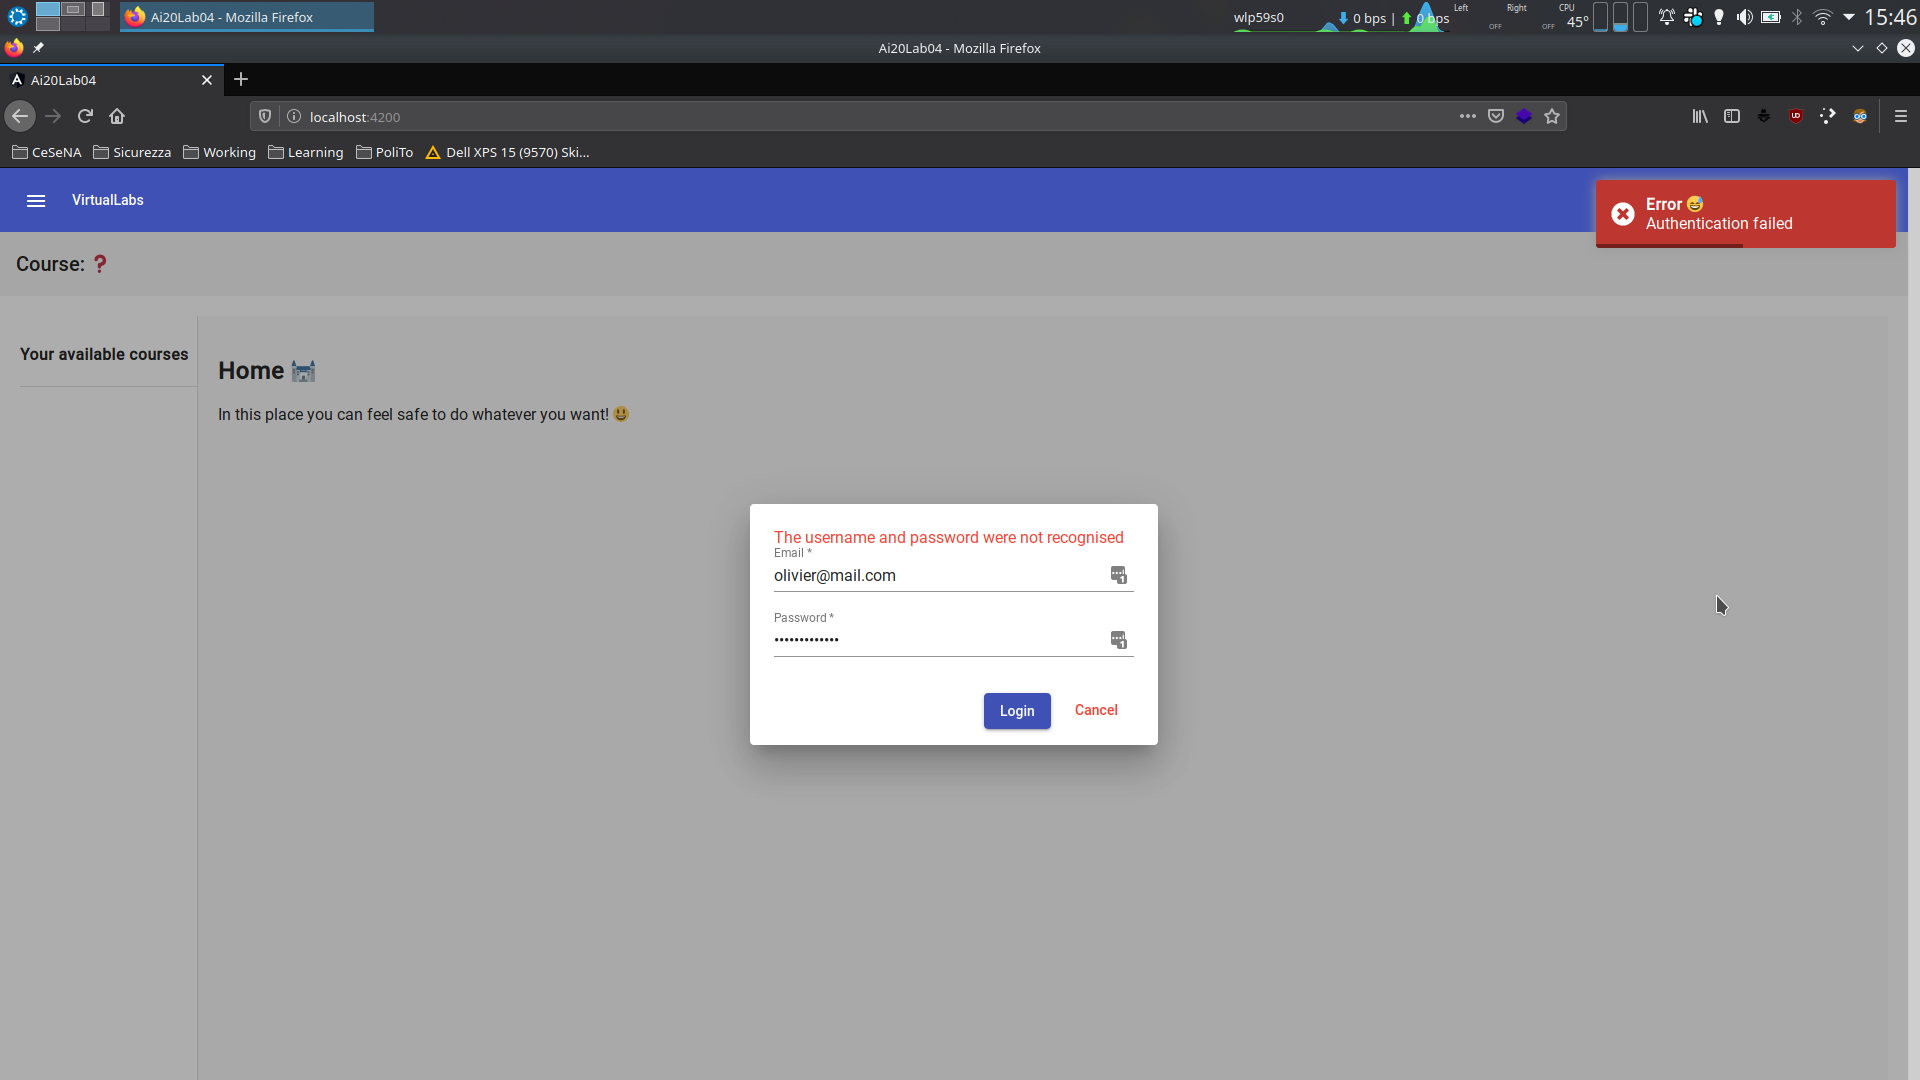 Ai20Lab04 - Mozilla Firefox
wlp59s0
0 bps | 0 bps
Left
OFF
Right
OFF
CPU
45°
15:46
Ai20Lab04 - Mozilla Firefox
Ai20Lab04
localhost:4200
CeSeNA
Sicurezza
Working
Learning
PoliTo
Dell XPS 15 (9570) Ski...
VirtualLabs
Error 😅
Authentication failed
Course: ❓
Your available courses
Home 🏰
In this place you can feel safe to do whatever you want! 😃
The username and password were not recognised
Email *
olivier@mail.com
Password *
•••••••••••••
Login
Cancel